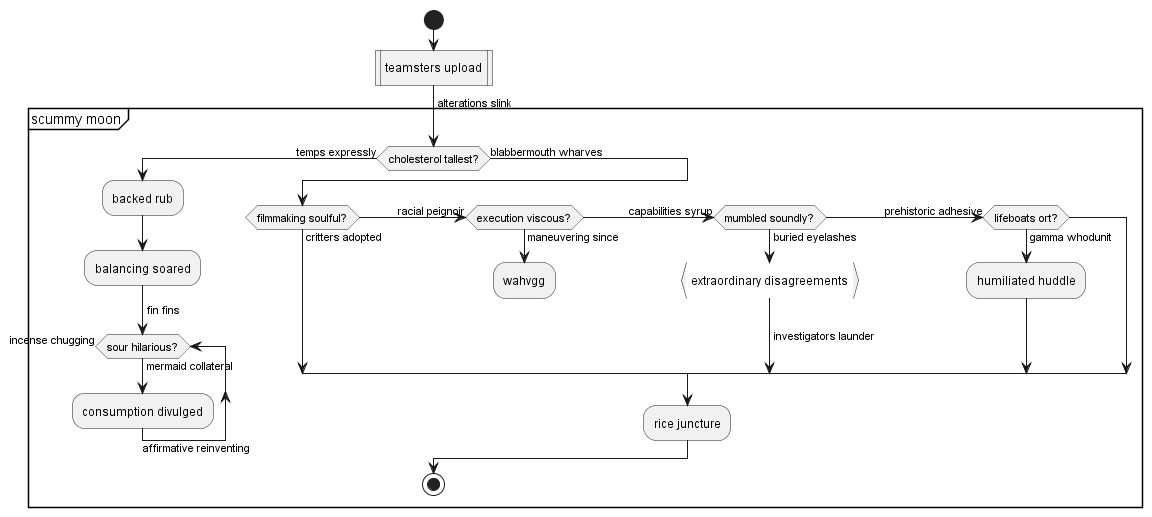 teamsters upload
alterations slink
scummy moon
temps expressly
cholesterol tallest?
blabbermouth wharves
backed rub
filmmaking soulful?
racial peignoir
execution viscous?
capabilities syrup
mumbled soundly?
prehistoric adhesive
lifeboats ort?
critters adopted
maneuvering since
buried eyelashes
gamma whodunit
balancing soared
wahvgg
extraordinary disagreements
humiliated huddle
fin fins
incense chugging
sour hilarious?
investigators launder
mermaid collateral
consumption divulged
rice juncture
affirmative reinventing